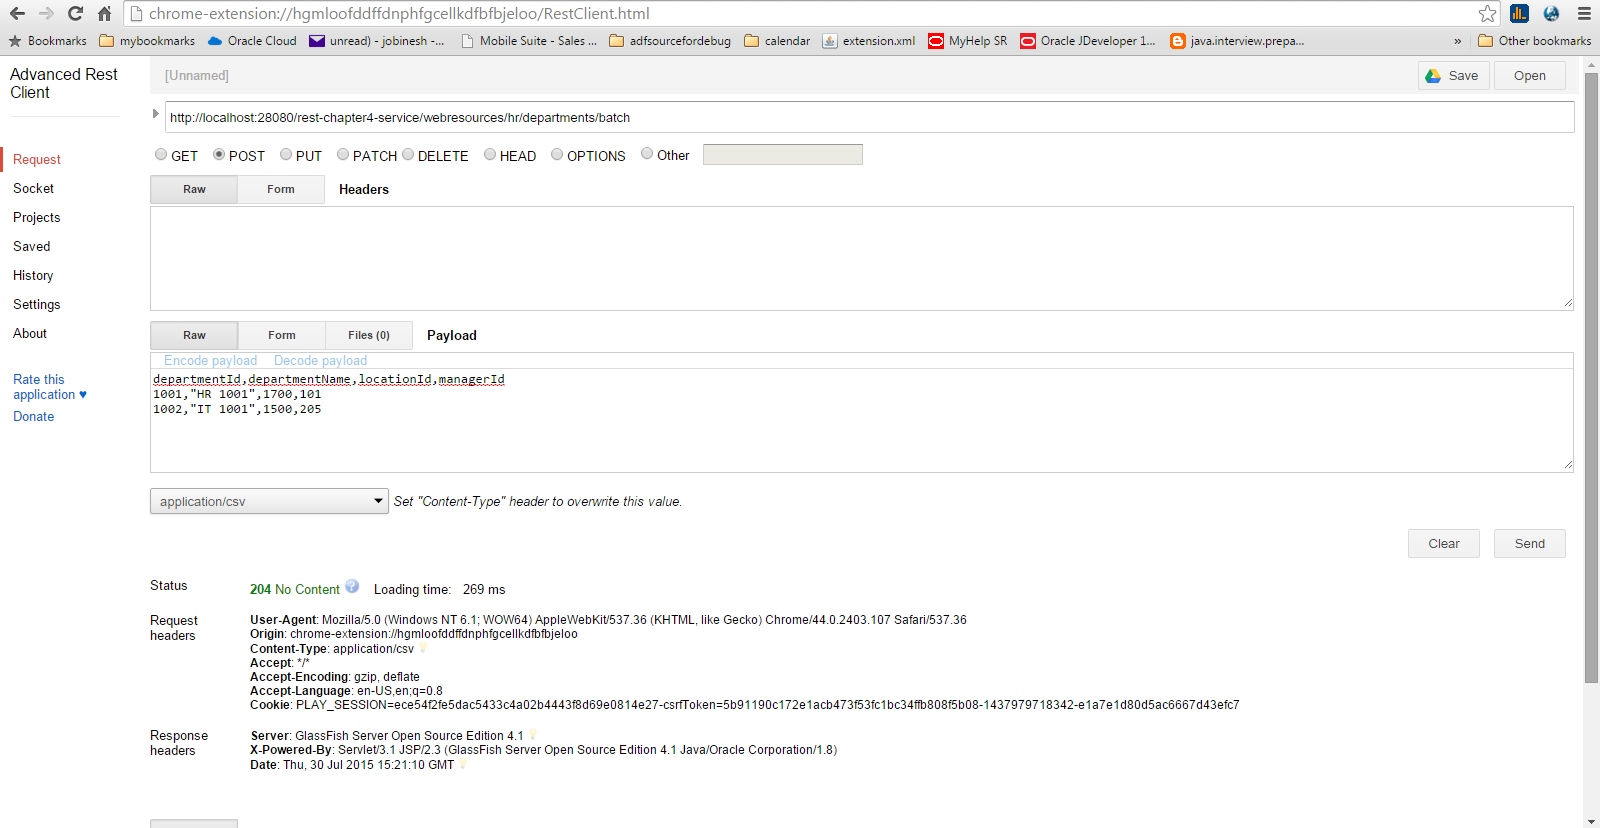 chrome-extension://hgmloofddffdnphfgcellkdfbfbjeloo/RestClient.html
Bookmarks mybookmarks Oracle Cloud unread) - jobinesh -... Mobile Suite - Sales ... adfsourcefordebug calendar extension.xml MyHelp SR Oracle JDeveloper 1... java.interview.prepa... » Other bookmarks
Advanced Rest
Client
[Unnamed]
Save Open
http://localhost:28080/rest-chapter4-service/webresources/hr/departments/batch
GET POST PUT PATCH DELETE HEAD OPTIONS Other
Raw Form Headers
Request
Socket
Projects
Saved
History
Settings
About
Rate this
application ♥
Donate
Raw Form Files (0) Payload
Encode payload Decode payload
departmentId,departmentName,locationId,managerId
1001,"HR 1001",1700,101
1002,"IT 1001",1500,205
application/csv Set "Content-Type" header to overwrite this value.
Clear Send
Status 204 No Content ? Loading time: 269 ms
Request
headers
User-Agent: Mozilla/5.0 (Windows NT 6.1; WOW64) AppleWebKit/537.36 (KHTML, like Gecko) Chrome/44.0.2403.107 Safari/537.36
Origin: chrome-extension://hgmloofddffdnphfgcellkdfbfbjeloo
Content-Type: application/csv
Accept: */*
Accept-Encoding: gzip, deflate
Accept-Language: en-US,en;q=0.8
Cookie: PLAY_SESSION=ece54f2fe5dac5433c4a02b4443f8d69e0814e27-csrfToken=5b91190c172e1acb473f53fc1bc34ffb808f5b08-1437979718342-e1a7e1d80d5ac6667d43efc7
Response
headers
Server: GlassFish Server Open Source Edition 4.1
X-Powered-By: Servlet/3.1 JSP/2.3 (GlassFish Server Open Source Edition 4.1 Java/Oracle Corporation/1.8)
Date: Thu, 30 Jul 2015 15:21:10 GMT